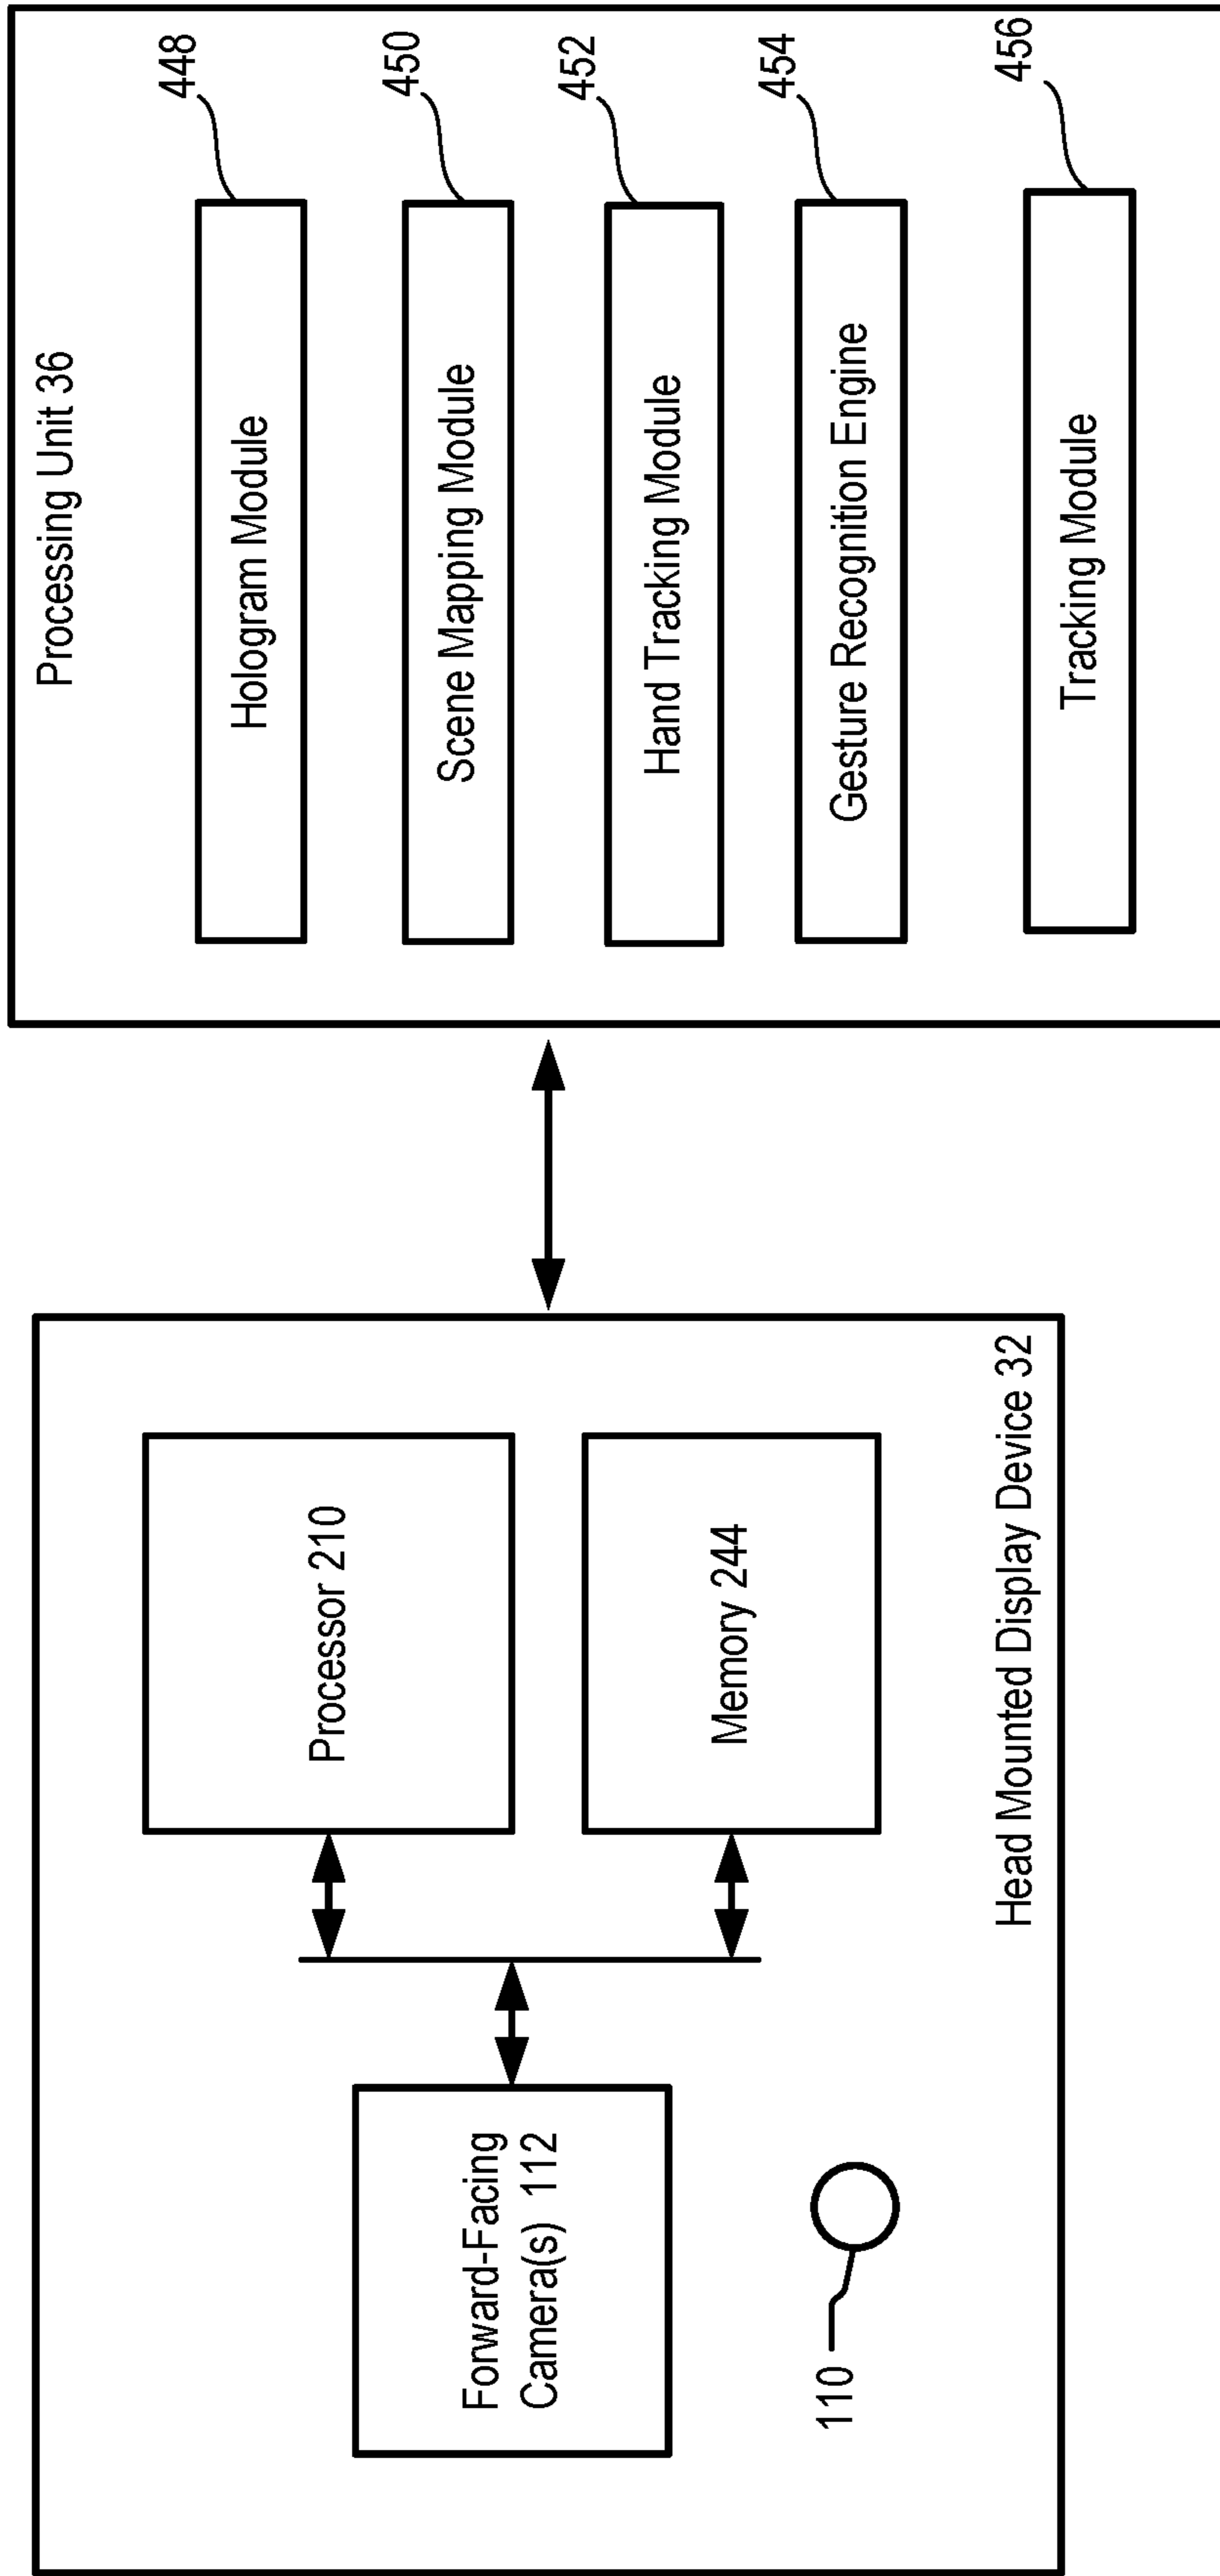 Processor 210
Forward-Facing
Camera(s) 112
Memory 244
110
Head Mounted Display Device 32
Processing Unit 36
Hologram Module
448
Scene Mapping Module
450
Hand Tracking Module
452
Gesture Recognition Engine
454
Tracking Module
456